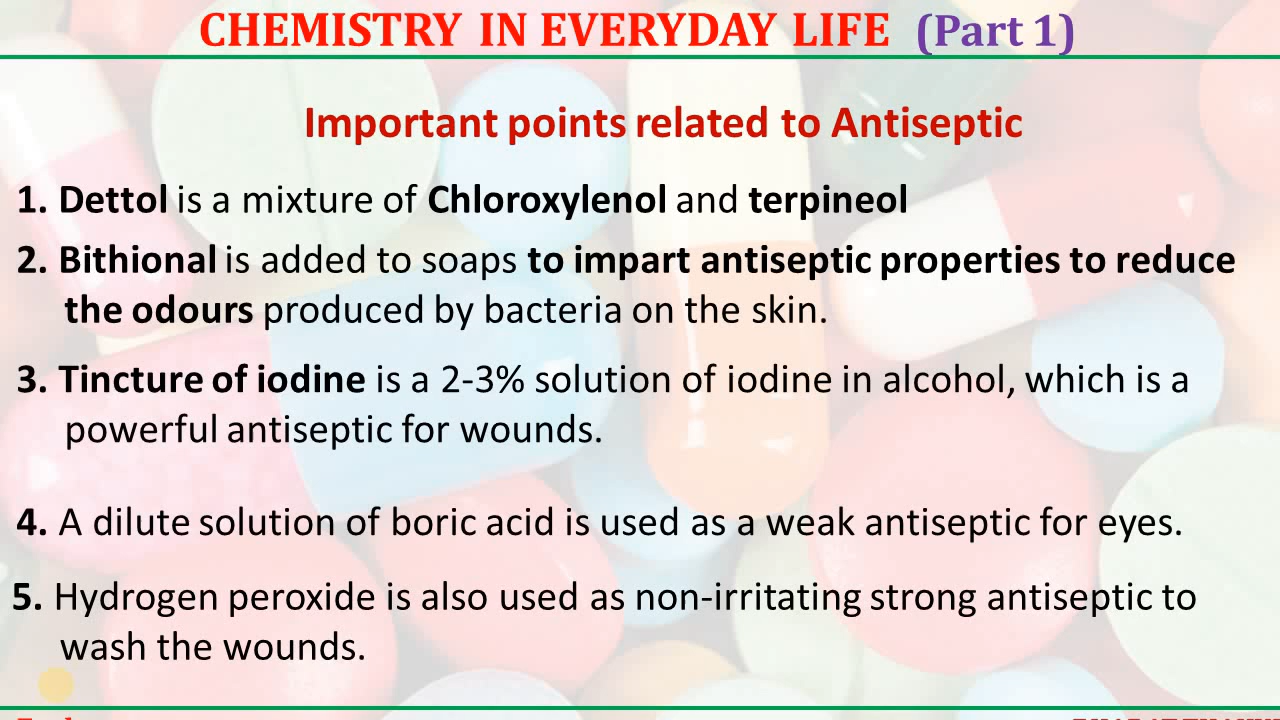 CHEMISTRY IN EVERYDAY LIFE (Part 1)
Important points related to Antiseptic
1. Dettol is a mixture of Chloroxylenol and terpineol
2. Bithional is added to soaps to impart antiseptic properties to reduce
the odours produced by bacteria on the skin.
3. Tincture of iodine is a 2-3% solution of iodine in alcohol, which is a
powerful antiseptic for wounds.
4. A dilute solution of boric acid is used as a weak antiseptic for eyes.
5. Hydrogen peroxide is also used as non-irritating strong antiseptic to
wash the wounds.